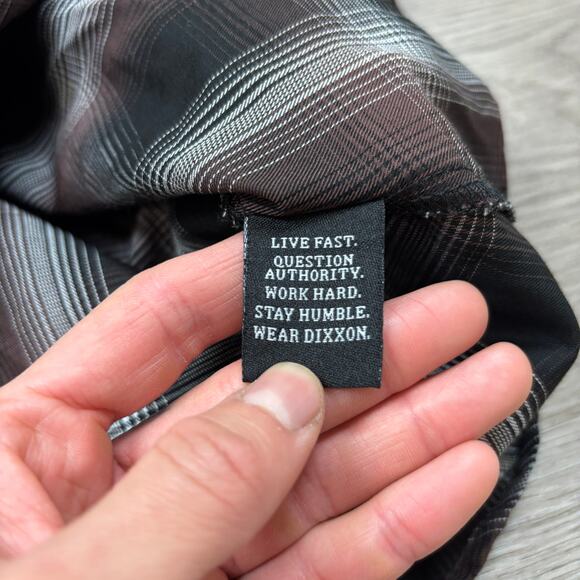 LIVE FAST.
QUESTION
AUTHORITY.
WORK HARD.
STAY HUMBLE.
WEAR DIXXON.